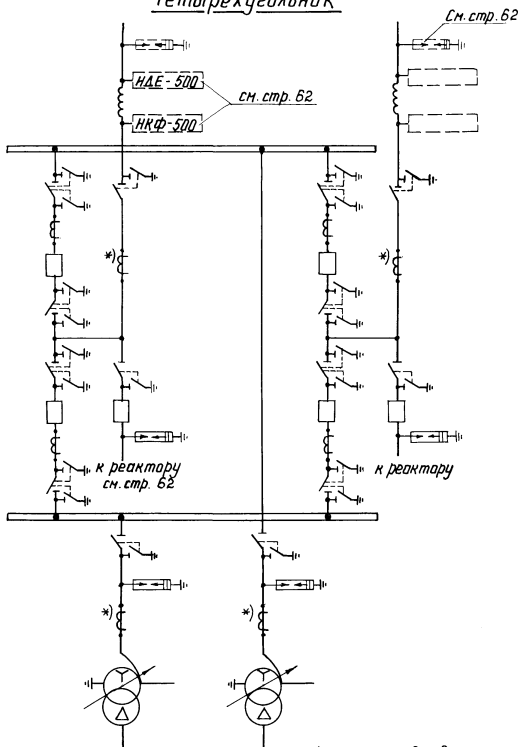 Четырехугольник
См. стр. 62
НДЕ-500
см. стр. 62
НКФ-500
*)
*)
к реактору
см. стр. 62
к реактору
*)
*)